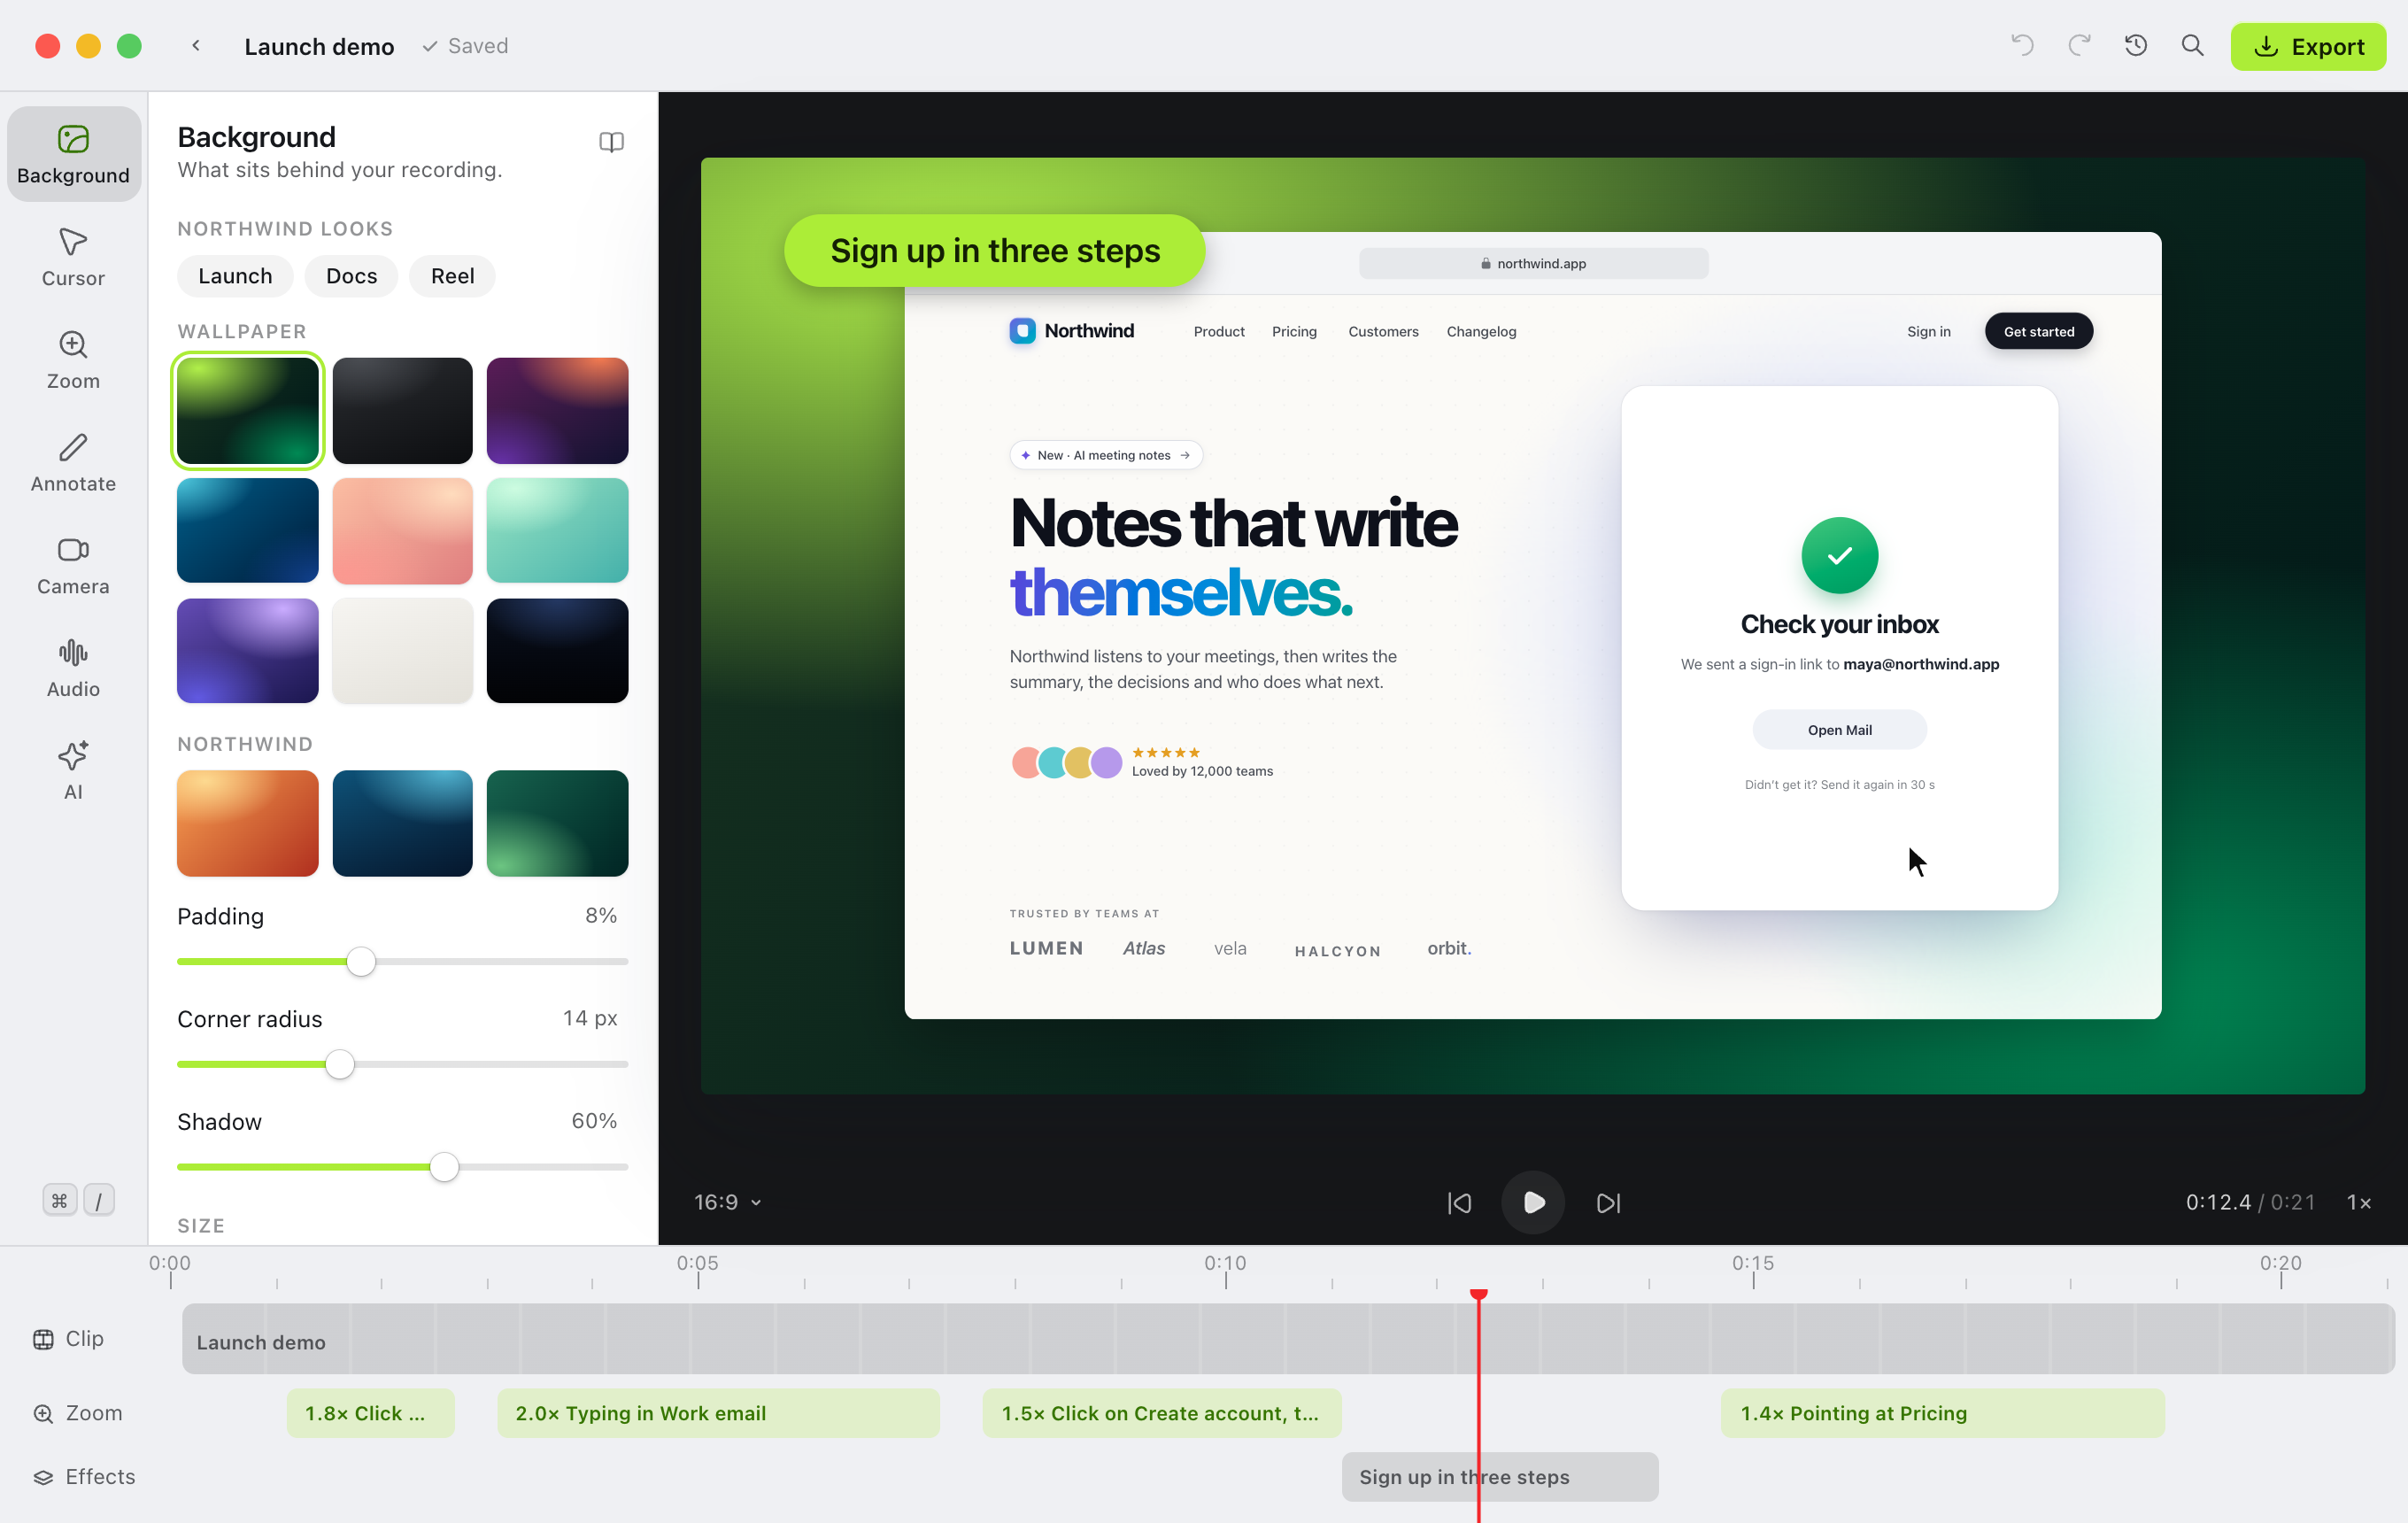 Launch demo
Saved
Export
Background
Cursor
Zoom
Annotate
Camera
Audio
AI
⌘ /
Background
What sits behind your recording.
NORTHWIND LOOKS
Launch
Docs
Reel
WALLPAPER
NORTHWIND
Padding 8%
Corner radius 14 px
Shadow 60%
SIZE
Sign up in three steps
northwind.app
Northwind
Product
Pricing
Customers
Changelog
Sign in
Get started
New · AI meeting notes →
Notes that write
themselves.
Northwind listens to your meetings, then writes the
summary, the decisions and who does what next.
★★★★★
Loved by 12,000 teams
TRUSTED BY TEAMS AT
LUMEN
Atlas
vela
HALCYON
orbit.
Check your inbox
We sent a sign-in link to maya@northwind.app
Open Mail
Didn't get it? Send it again in 30 s
16:9
0:12.4 / 0:21
1×
0:00
0:05
0:10
0:15
0:20
Clip
Launch demo
Zoom
1.8× Click ...
2.0× Typing in Work email
1.5× Click on Create account, t...
1.4× Pointing at Pricing
Effects
Sign up in three steps